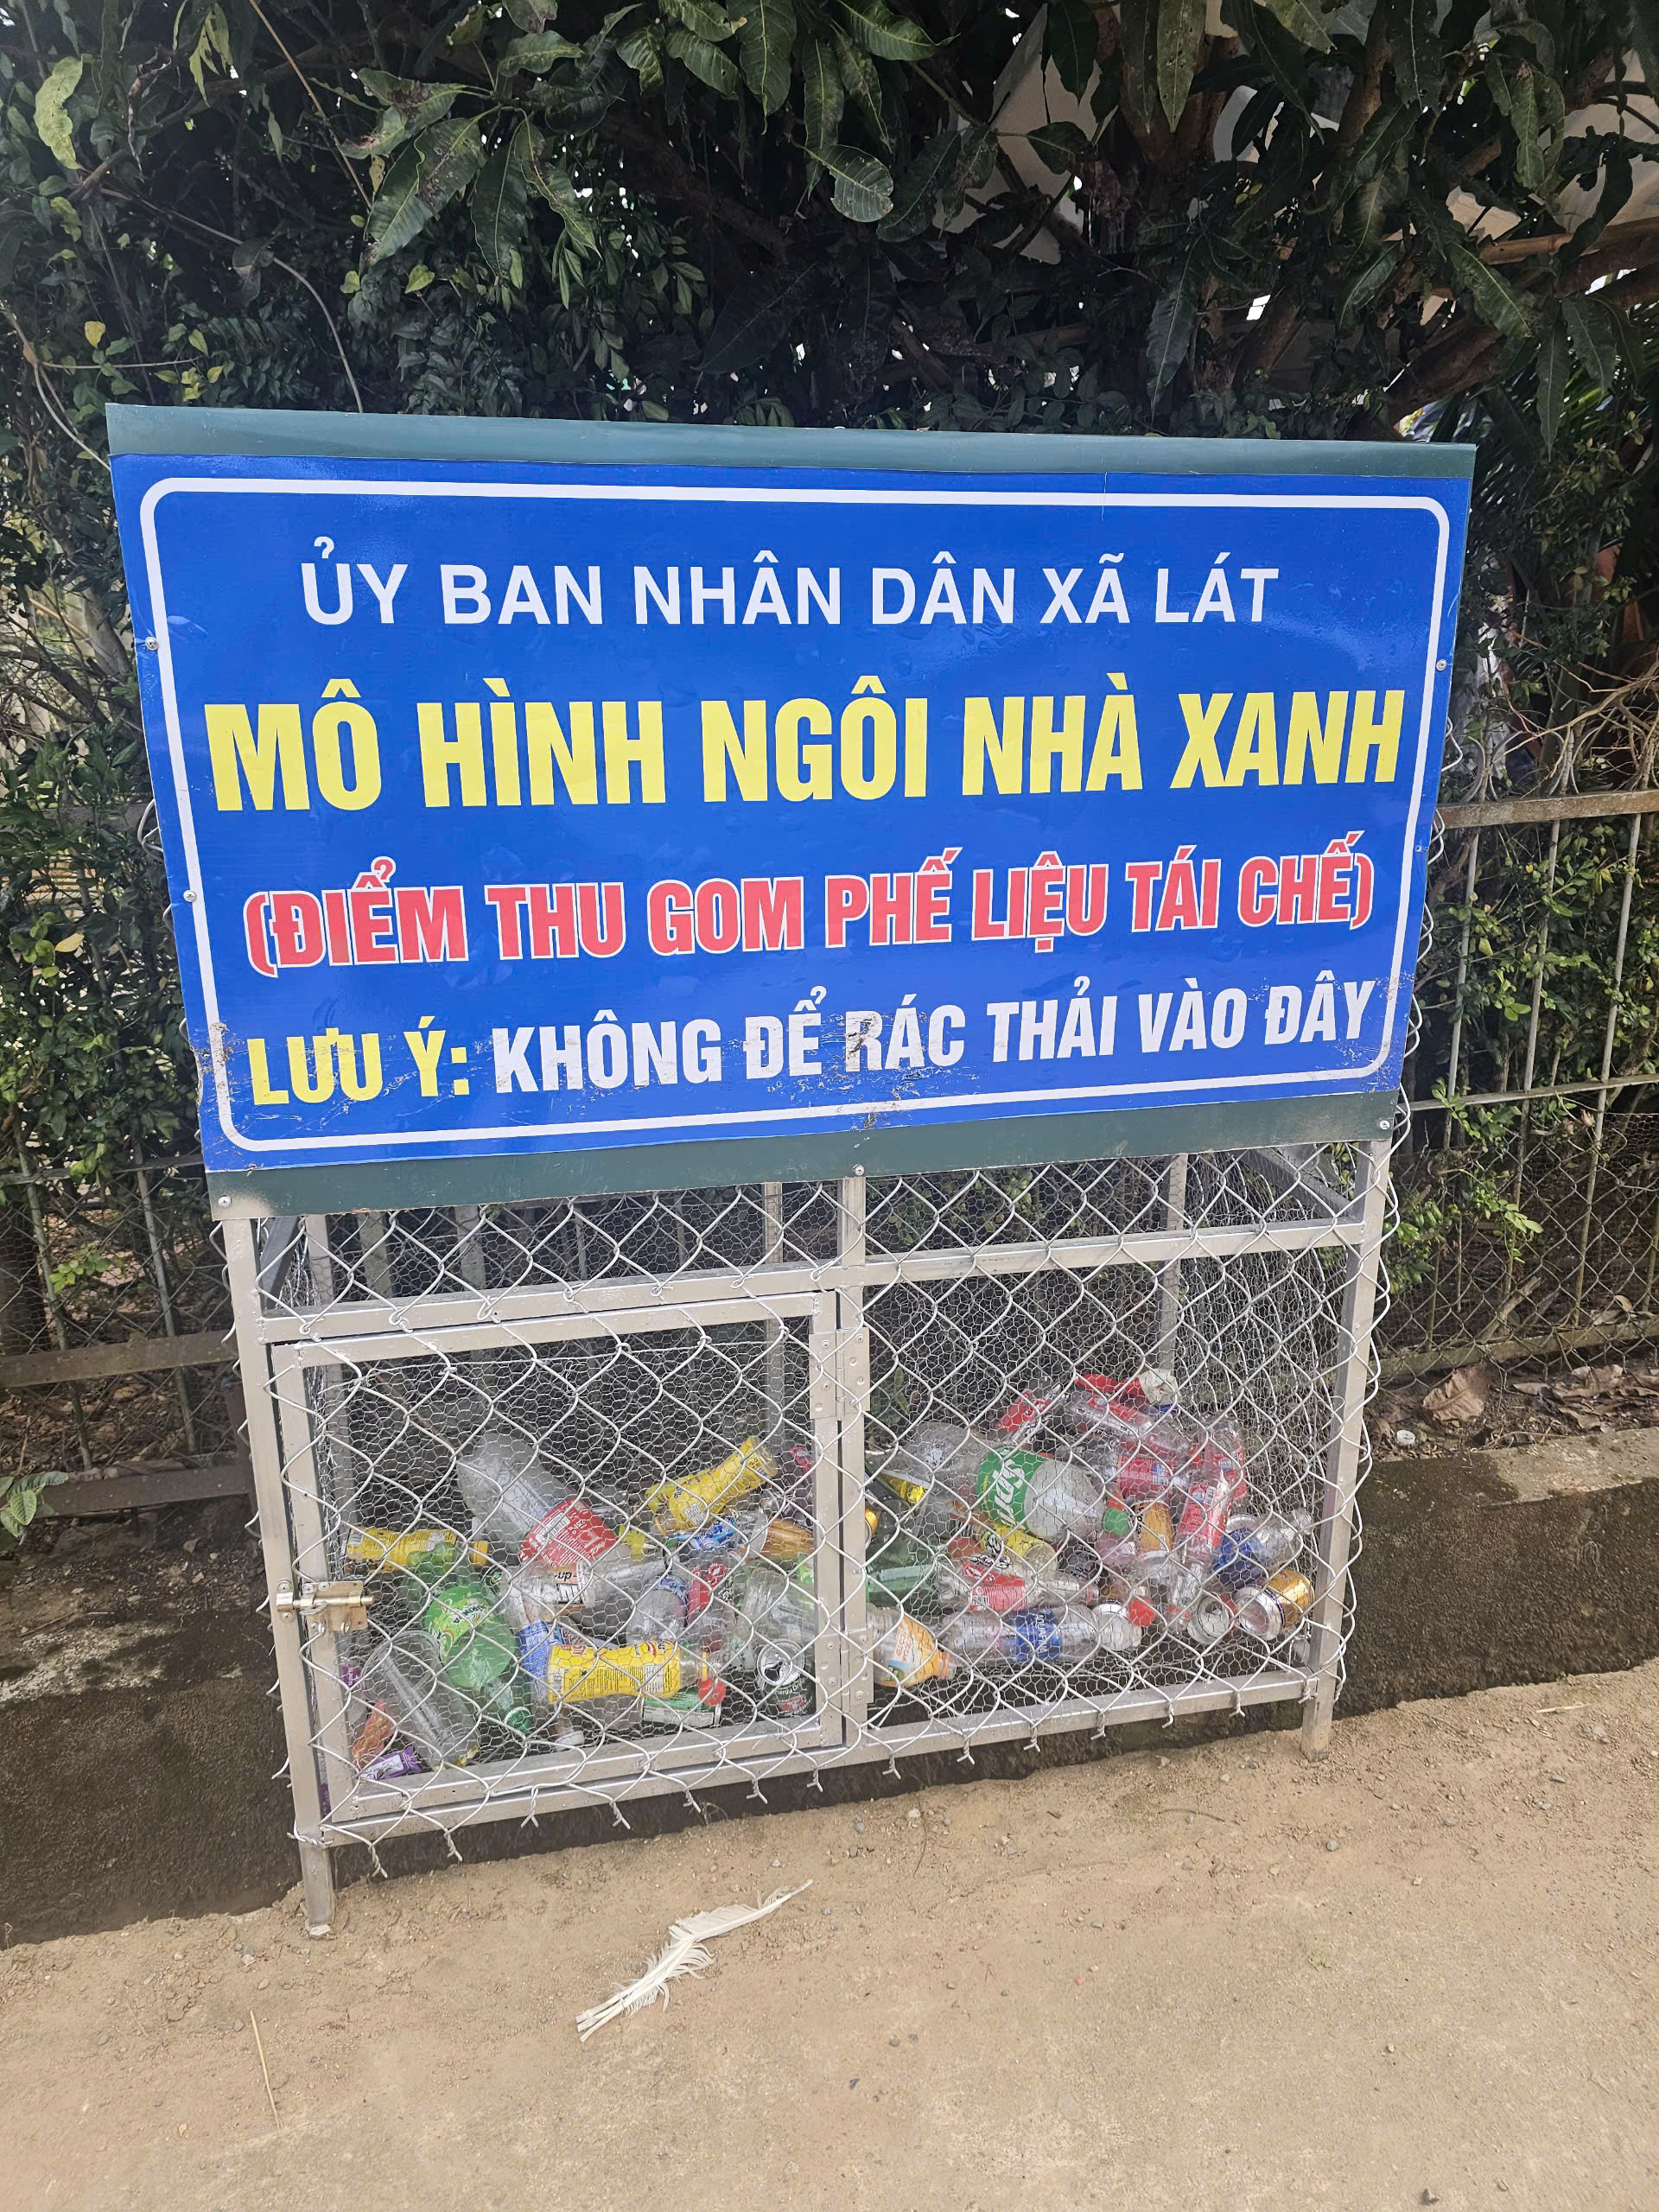 ỦY BAN NHÂN DÂN XÃ LÁT
MÔ HÌNH NGÔI NHÀ XANH
(ĐIỂM THU GOM PHẾ LIỆU TÁI CHẾ)
LƯU Ý: KHÔNG ĐỂ RÁC THẢI VÀO ĐÂY